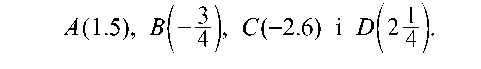 A(1.5), B(−3/4), C(−2.6) i D(2 1/4).